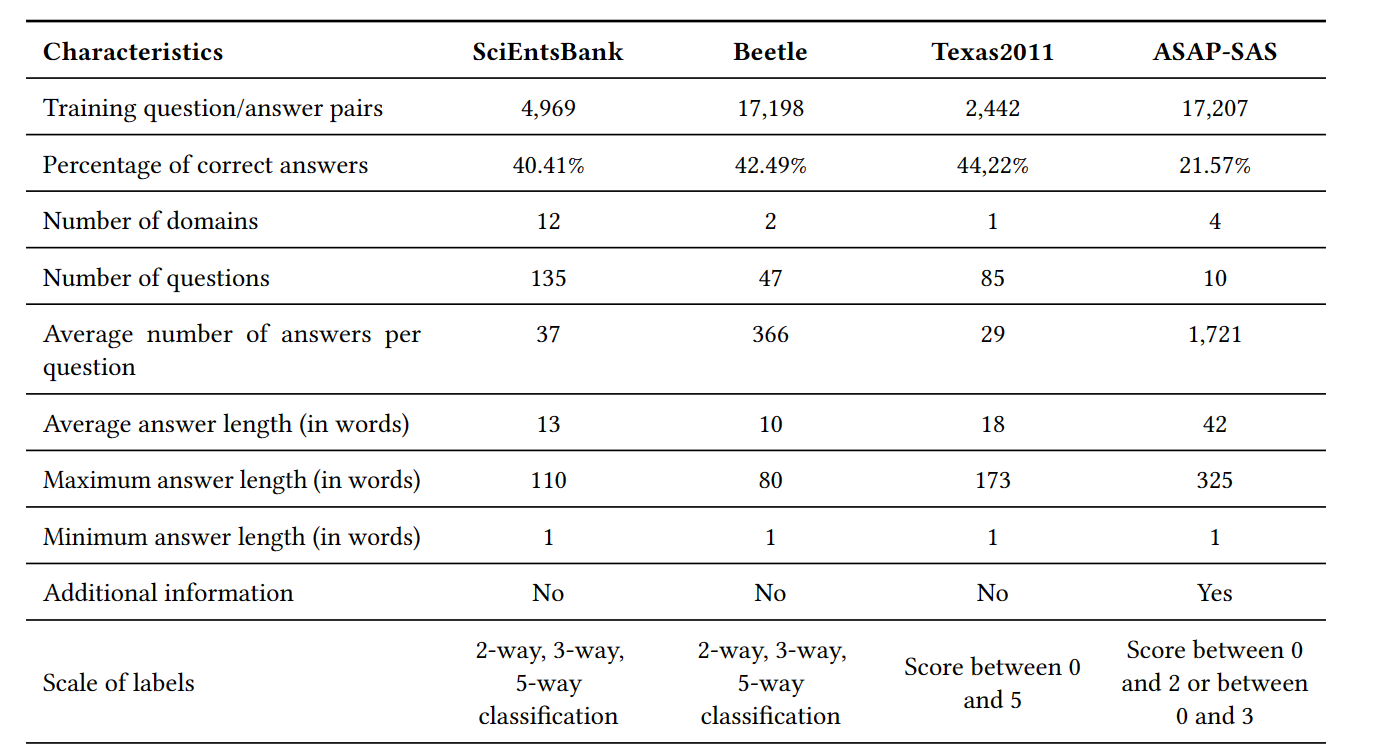 Characteristics SciEntsBank Beetle Texas2011 ASAP-SAS
Training question/answer pairs 4,969 17,198 2,442 17,207
Percentage of correct answers 40.41% 42.49% 44,22% 21.57%
Number of domains 12 2 1 4
Number of questions 135 47 85 10
Average number of answers per 37 366 29 1,721
question
Average answer length (in words) 13 10 18 42
Maximum answer length (in words) 110 80 173 325
Minimum answer length (in words) 1 1 1 1
Additional information No No No Yes
Scale of labels
2-way, 3-way,
5-way
classification
2-way, 3-way,
5-way
classification
Score between 0
and 5
Score between 0
and 2 or between
0 and 3